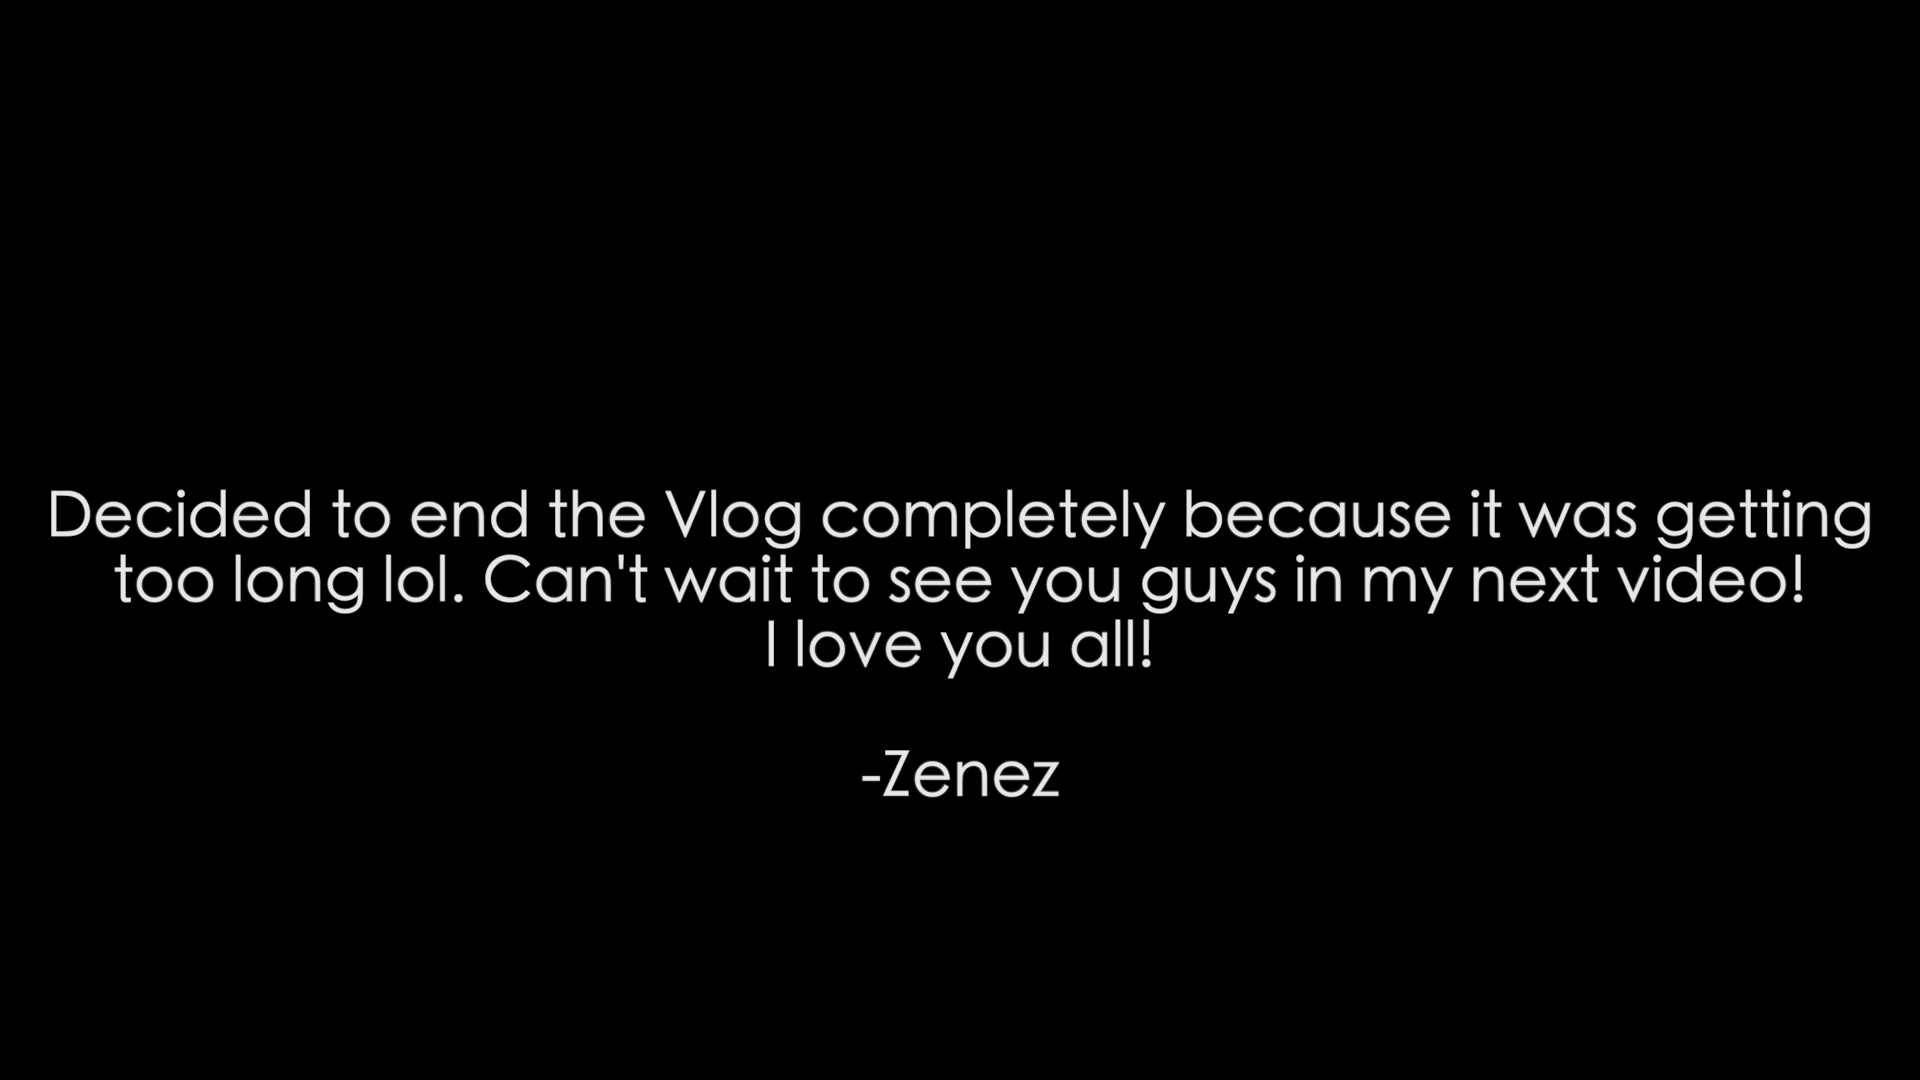 Decided to end the Vlog completely because it was getting
too long lol. Can't wait to see you guys in my next video!
I love you all!
-Zenez